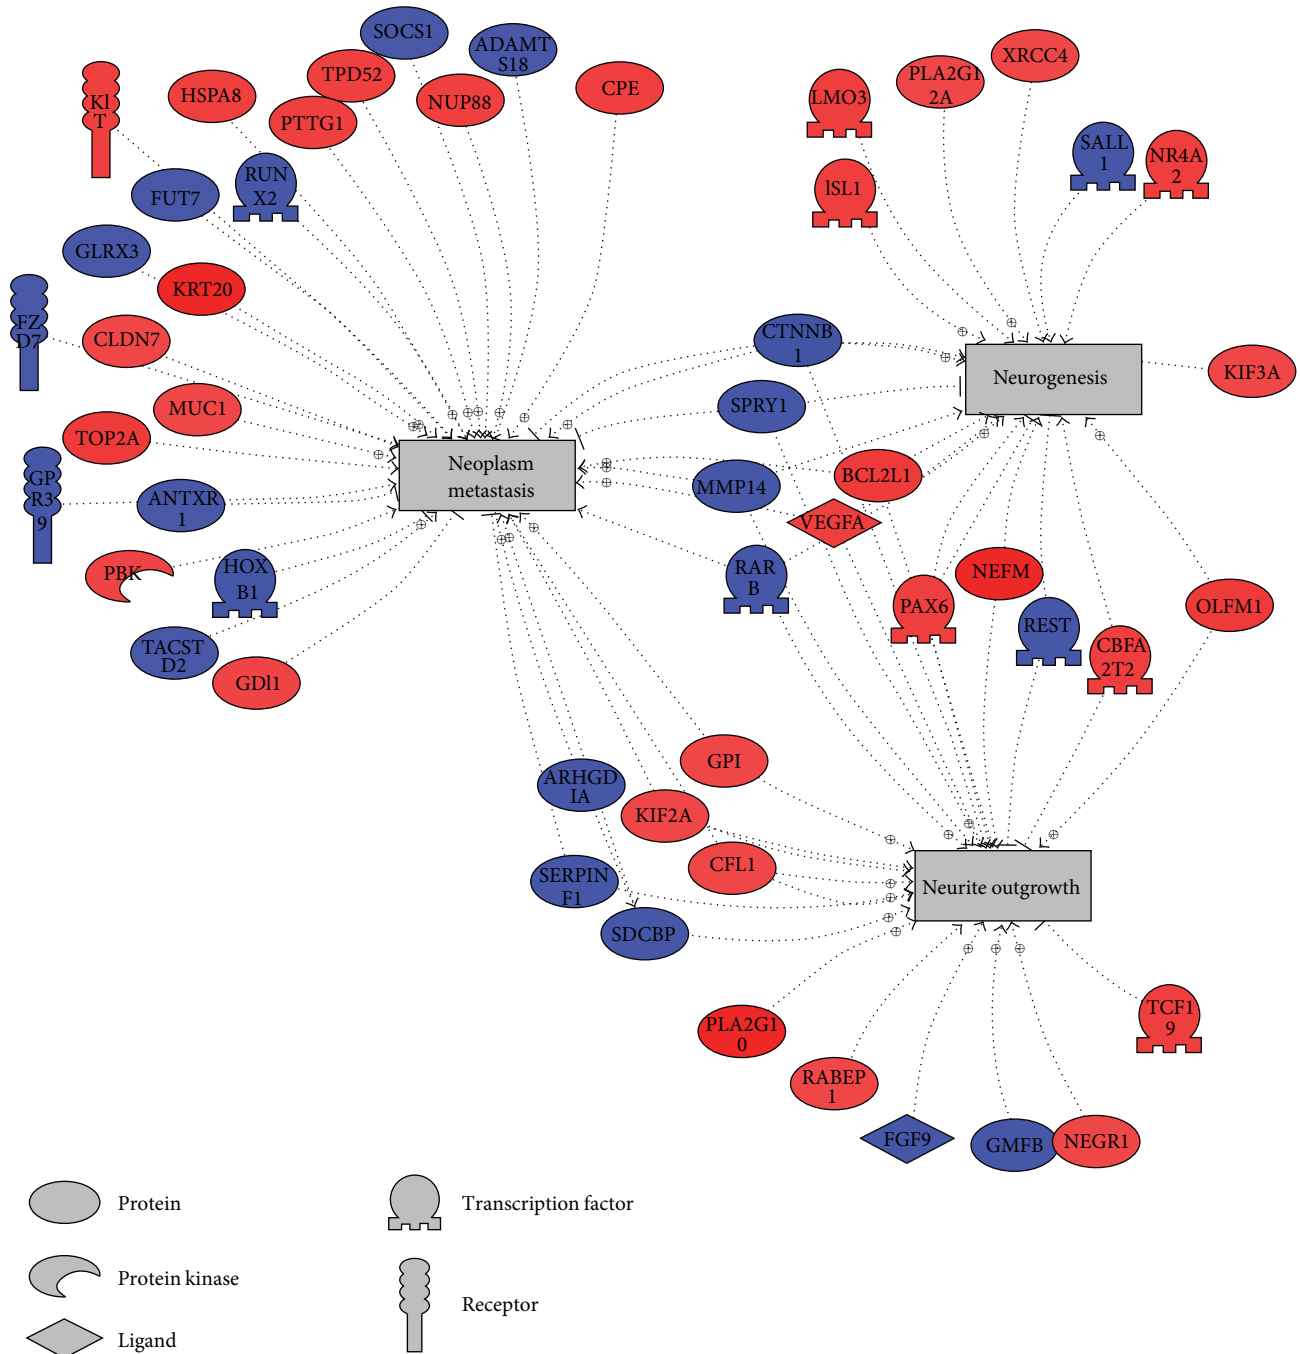 SOCS1
ADAMT
S18
TPD52
CPE
NUP88
HSPA8
PTTG1
KI
T
RUN
X2
FUT7
GLRX3
KRT20
FZ
D7
CLDN7
MUC1
TOP2A
GP
R3
9
ANTXR
1
PBK
HOX
B1
TACST
D2
GDl1
Neoplasm
metastasis
XRCC4
PLA2G1
2A
LMO3
SALL
1
NR4A
2
lSL1
Neurogenesis
KIF3A
CTNNB
1
SPRY1
MMP14
BCL2L1
VEGFA
RAR
B
PAX6
NEFM
REST
CBFA
2T2
OLFM1
GPI
ARHGD
IA
KIF2A
CFL1
SERPIN
F1
SDCBP
Neurite outgrowth
PLA2G1
0
RABEP
1
FGF9
GMFB
NEGR1
TCF1
9
Protein
Transcription factor
Protein kinase
Receptor
Ligand